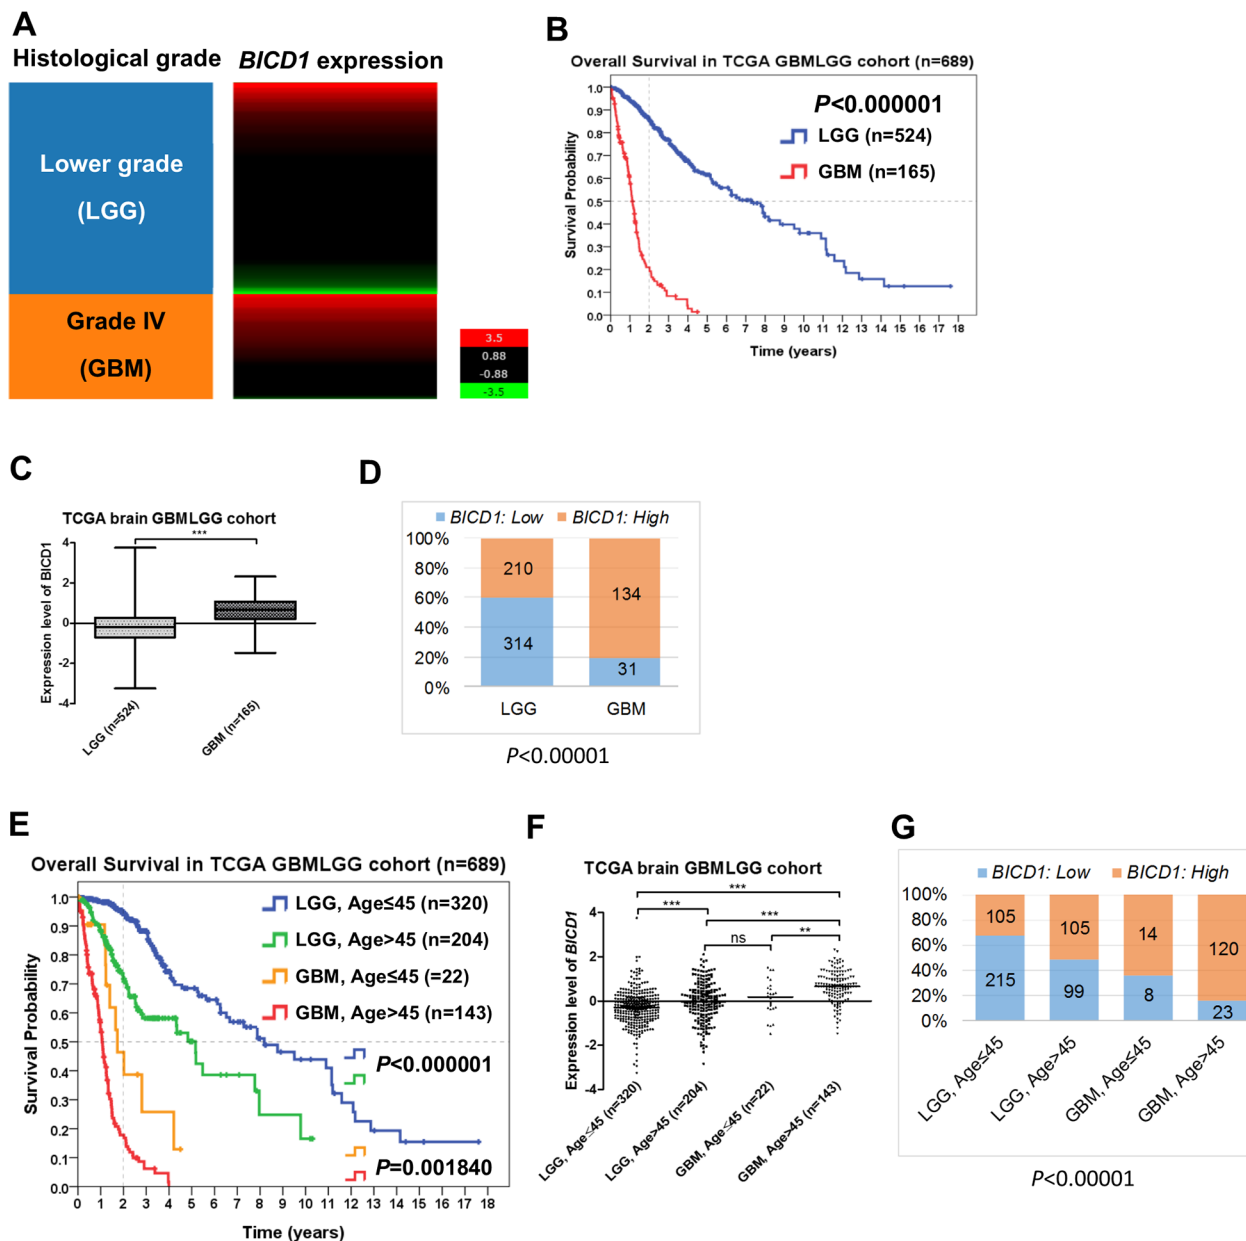 A
Histological grade
BICD1 expression
Lower grade
(LGG)
Grade IV
(GBM)
3.5
0.88
-0.88
-3.5
B
Overall Survival in TCGA GBMLGG cohort (n=689)
P<0.000001
LGG (n=524)
GBM (n=165)
Survival Probability
1.0
0.9
0.8
0.7
0.6
0.5
0.4
0.3
0.2
0.1
0.0
0 1 2 3 4 5 6 7 8 9 10 11 12 13 14 15 16 17 18
Time (years)
C
TCGA brain GBMLGG cohort
***
Expression level of BICD1
4
2
0
-2
-4
LGG (n=524)
GBM (n=165)
D
BICD1: Low
BICD1: High
100%
80%
60%
40%
20%
0%
210
314
134
31
LGG
GBM
P<0.00001
E
Overall Survival in TCGA GBMLGG cohort (n=689)
LGG, Age≤45 (n=320)
LGG, Age>45 (n=204)
GBM, Age≤45 (=22)
GBM, Age>45 (n=143)
P<0.000001
P=0.001840
Survival Probability
1.0
0.9
0.8
0.7
0.6
0.5
0.4
0.3
0.2
0.1
0.0
0 1 2 3 4 5 6 7 8 9 10 11 12 13 14 15 16 17 18
Time (years)
F
TCGA brain GBMLGG cohort
***
***
***
ns
**
Expression level of BICD1
4
2
0
-2
-4
LGG, Age≤45 (n=320)
LGG, Age>45 (n=204)
GBM, Age≤45 (n=22)
GBM, Age>45 (n=143)
G
BICD1: Low
BICD1: High
100%
80%
60%
40%
20%
0%
105
215
105
99
14
8
120
23
LGG, Age≤45
LGG, Age>45
GBM, Age≤45
GBM, Age>45
P<0.00001